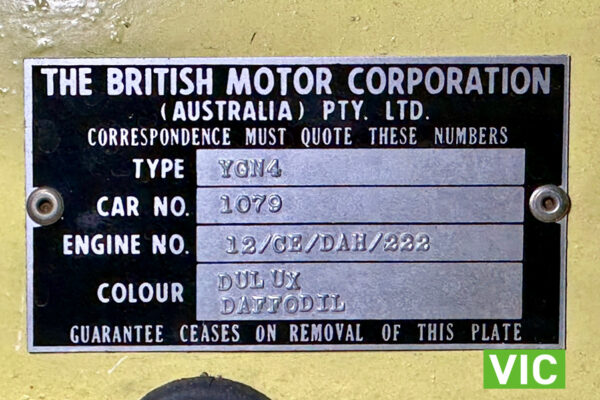 THE BRITISH MOTOR CORPORATION
(AUSTRALIA) PTY. LTD.
CORRESPONDENCE MUST QUOTE THESE NUMBERS
TYPE YGN4
CAR NO. 1079
ENGINE NO. 12/CE/DAH/222
COLOUR DULUX
DAFFODIL
GUARANTEE CEASES ON REMOVAL OF THIS PLATE
VIC